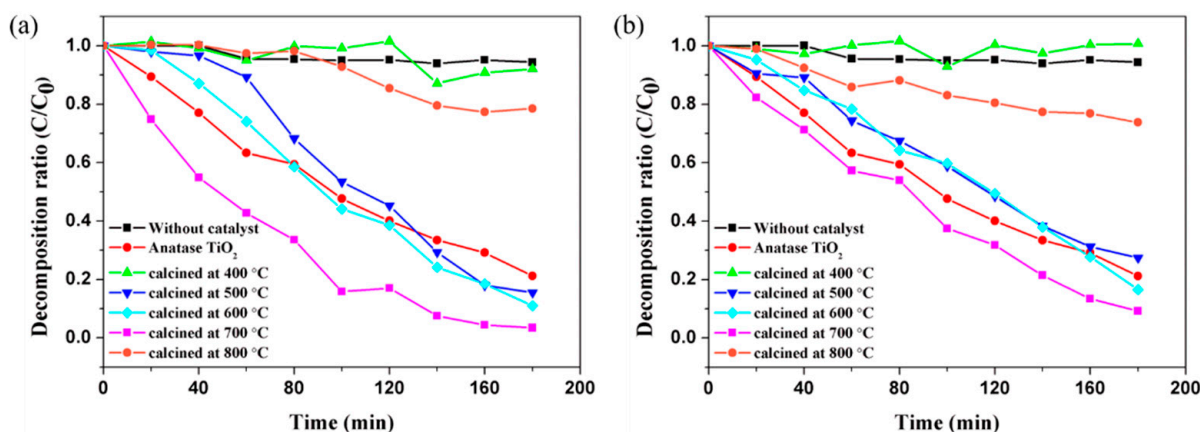 (a)
Decomposition ratio (C/C0)
1.0
0.8
0.6
0.4
0.2
0.0
Without catalyst
Anatase TiO2
calcined at 400 °C
calcined at 500 °C
calcined at 600 °C
calcined at 700 °C
calcined at 800 °C
0 40 80 120 160 200
Time (min)
(b)
Decomposition ratio (C/C0)
1.0
0.8
0.6
0.4
0.2
0.0
Without catalyst
Anatase TiO2
calcined at 400 °C
calcined at 500 °C
calcined at 600 °C
calcined at 700 °C
calcined at 800 °C
0 40 80 120 160 200
Time (min)